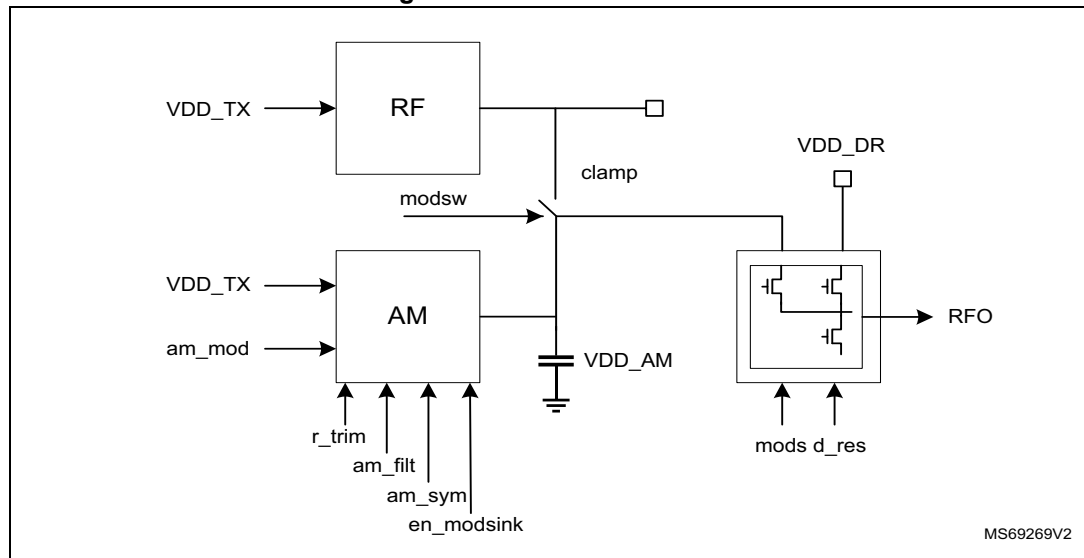 VDD_TX
RF
VDD_DR
clamp
modsw
VDD_TX
AM
RFO
am_mod
VDD_AM
r_trim
mods d_res
am_filt
am_sym
en_modsink
MS69269V2